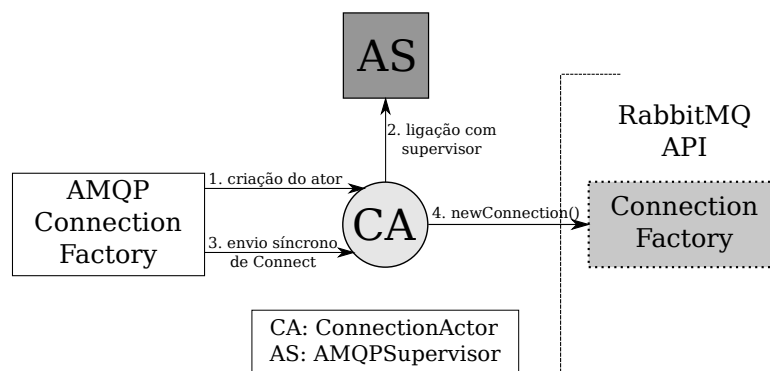 AS
2. ligação com
supervisor
RabbitMQ
API
AMQP
Connection
Factory
1. criação do ator
3. envio síncrono
de Connect
CA
4. newConnection()
Connection
Factory
CA: ConnectionActor
AS: AMQPSupervisor